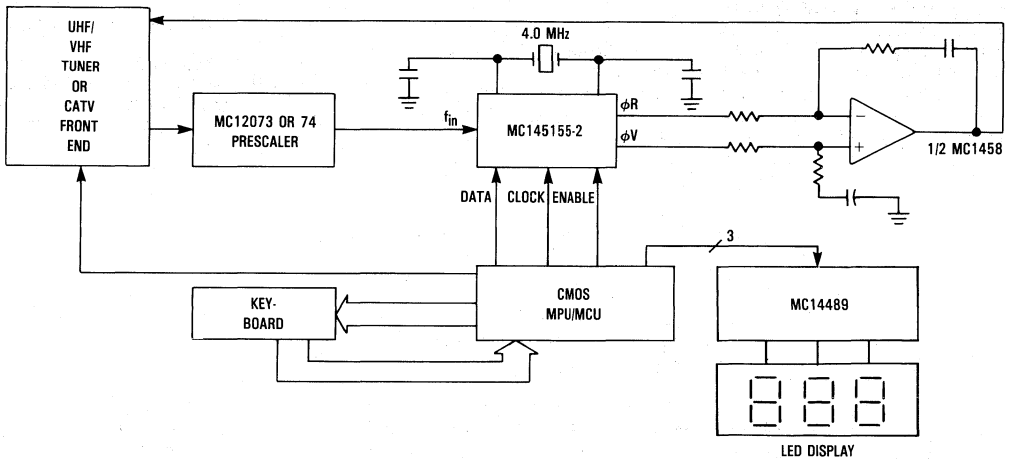 UHF/
VHF
TUNER
OR
CATV
FRONT
END
4.0 MHz
MC12073 OR 74
PRESCALER
fin
MC145155-2
ϕR
ϕV
−
+
1/2 MC1458
DATA
CLOCK
ENABLE
3
CMOS
MPU/MCU
KEY-
BOARD
MC14489
888
LED DISPLAY